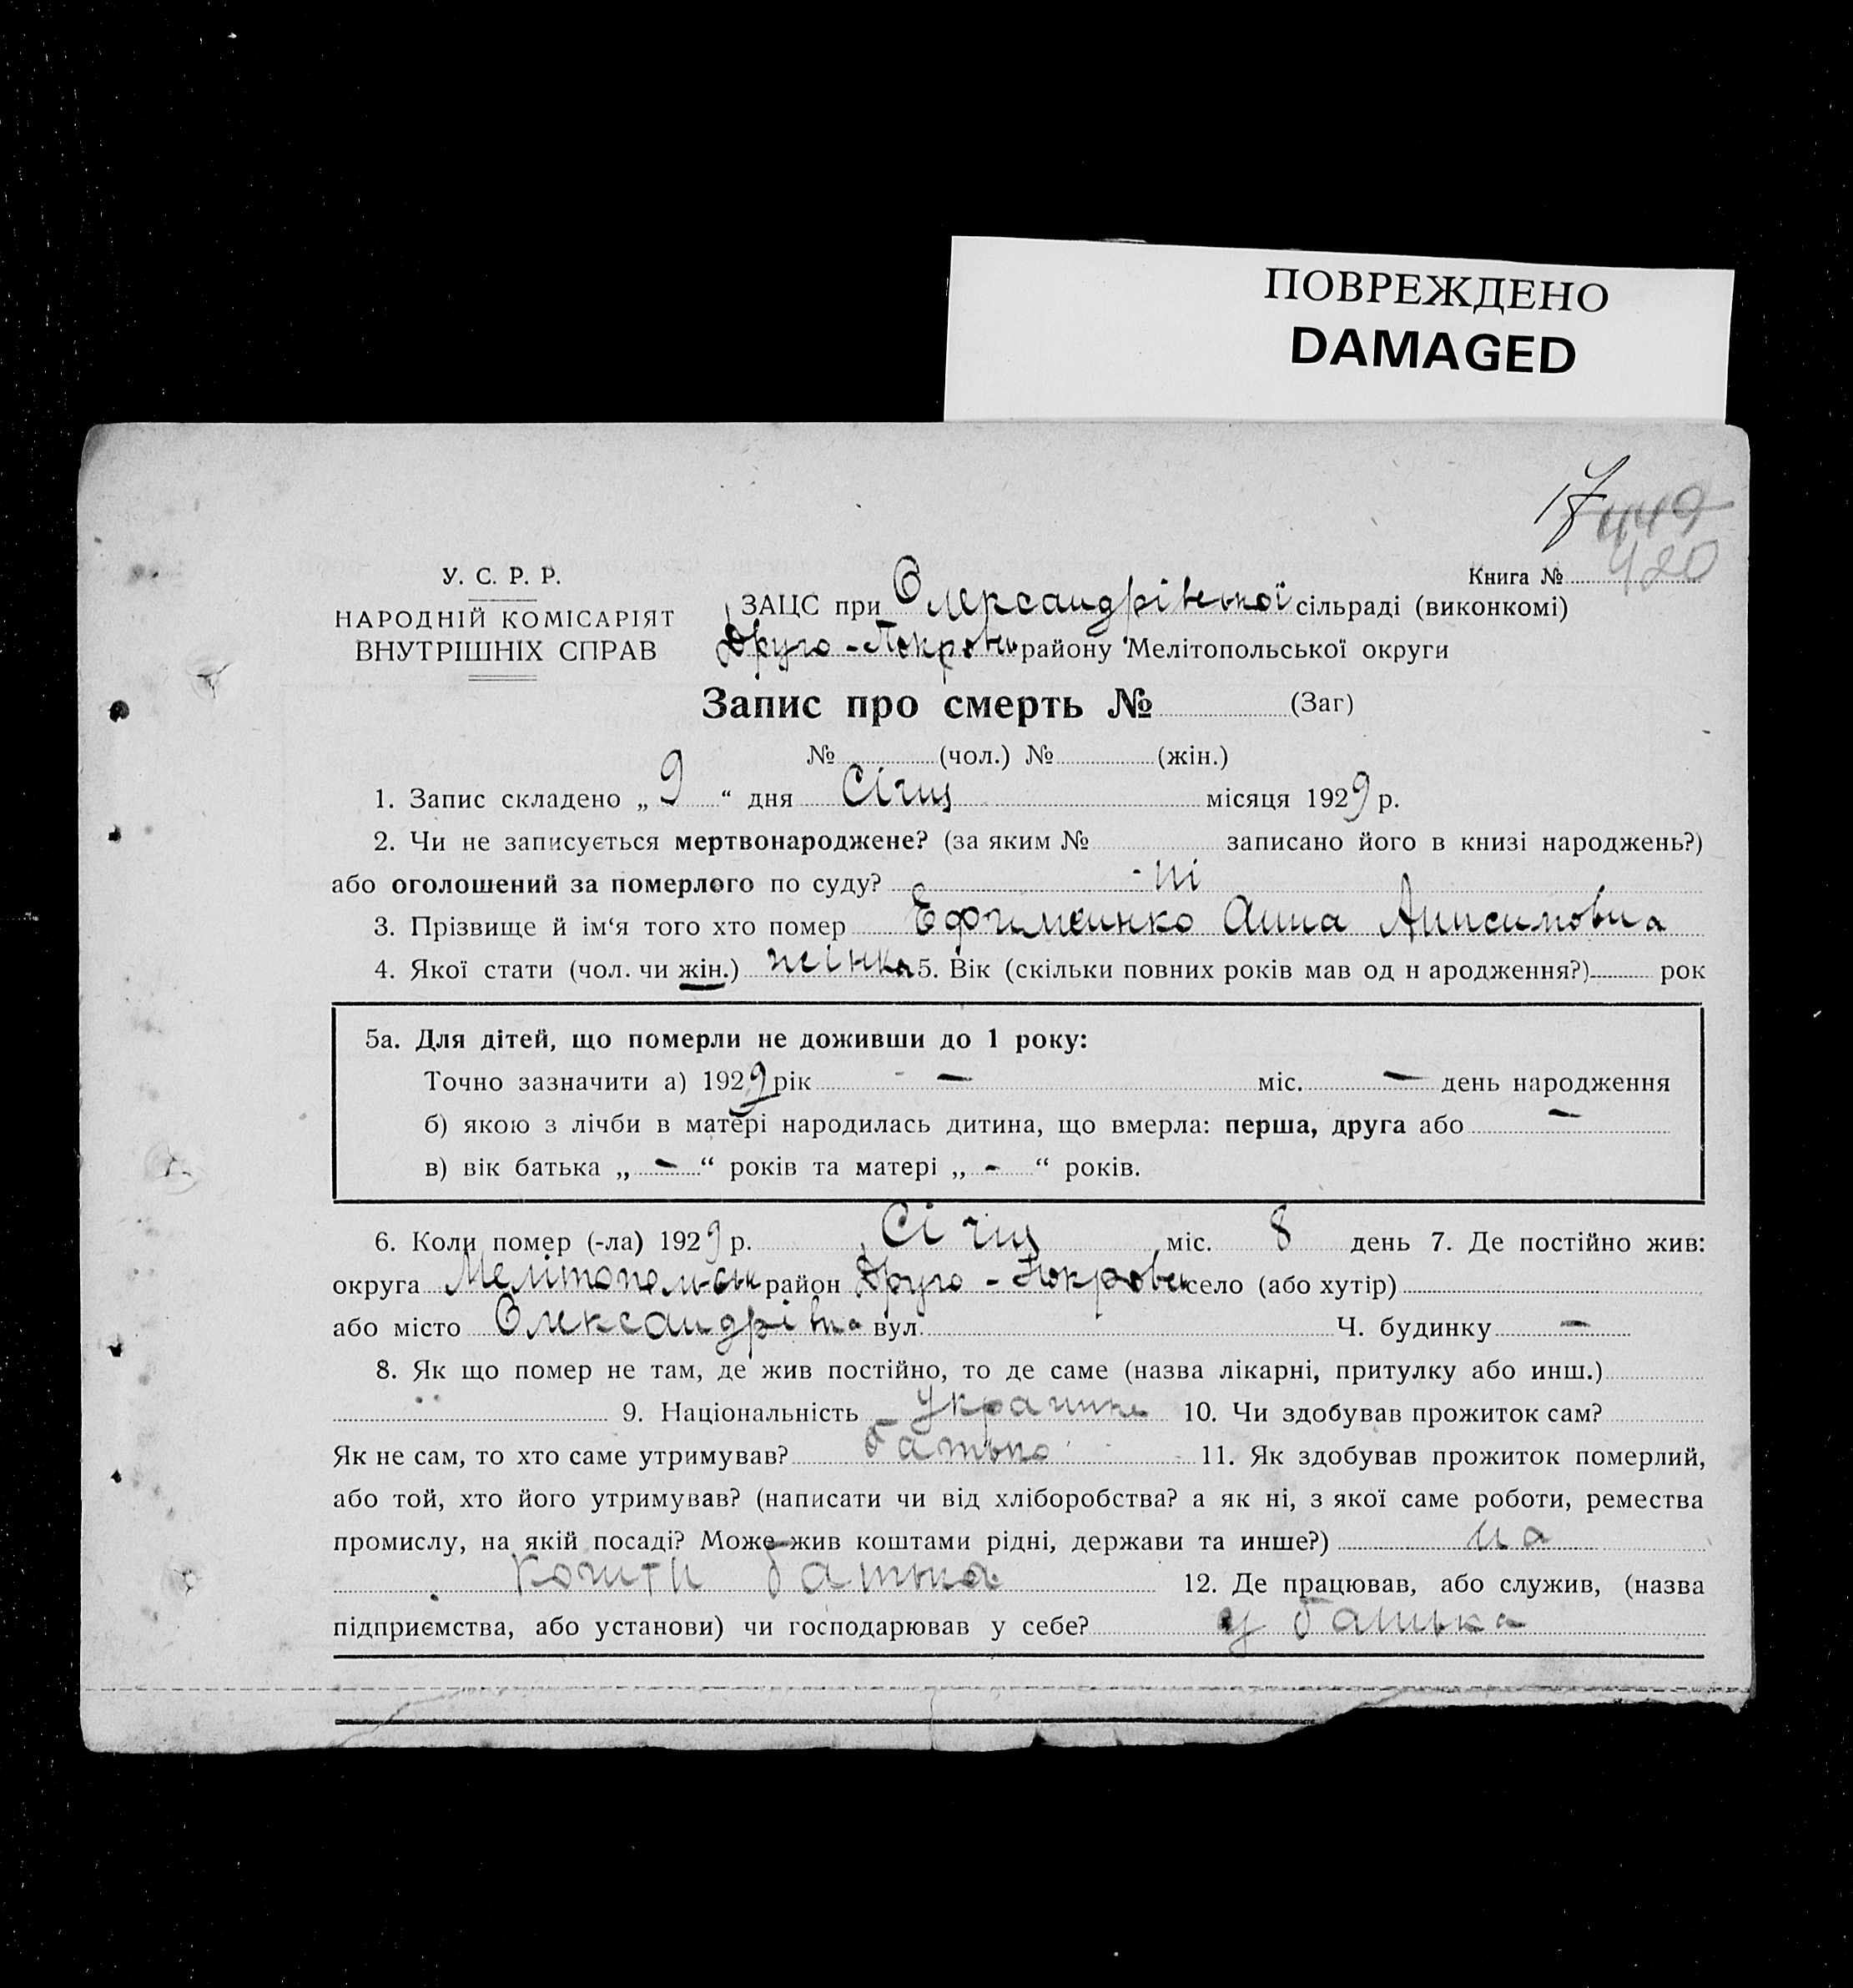 ПОВРЕЖДЕНО
DAMAGED
17
449
420
У. С. Р. Р.
НАРОДНІЙ КОМІСАРІЯТ
ВНУТРІШНІХ СПРАВ
Книга №
ЗАЦС при Олександрівської сільраді (виконкомі)
Друго-Покровськ району Мелітопольської округи
Запис про смерть № (Заг)
№ (чол.) № (жін.)
1. Запис складено „ 9 “ дня Січня місяця 1929 р.
2. Чи не записується мертвонароджене? (за яким № записано його в книзі народжень?)
або оголошений за померлого по суду? - ні
3. Прізвище й ім‘я того хто помер Ефименко Анна Анисимовна
4. Якої стати (чол. чи жін.) жінка 5. Вік (скільки повних років мав од н ародження?) рок
5а. Для дітей, що померли не доживши до 1 року:
Точно зазначити а) 1929 рік - — міс. — день народження
б) якою з лічби в матері народилась дитина, що вмерла: перша, друга або —
в) вік батька „ - “ років та матері „ - “ років.
6. Коли помер (-ла) 1929 р. Січня міс. 8 день 7. Де постійно жив:
округа Мелітопольськ район Друго-Покровськ село (або хутір)
або місто Олександрівка вул. Ч. будинку —
8. Як що помер не там, де жив постійно, то де саме (назва лікарні, притулку або инш.)
9. Національність 10. Чи здобував прожиток сам?
Як не сам, то хто саме утримував? батько 11. Як здобував прожиток померлий,
або той, хто його утримував? (написати чи від хліборобства? а як ні, з якої саме роботи, ремества
промислу, на якій посаді? Може жив коштами рідні, держави та инше?) на
кошти батька 12. Де працював, або служив, (назва
підприємства, або установи) чи господарював у себе? у батька